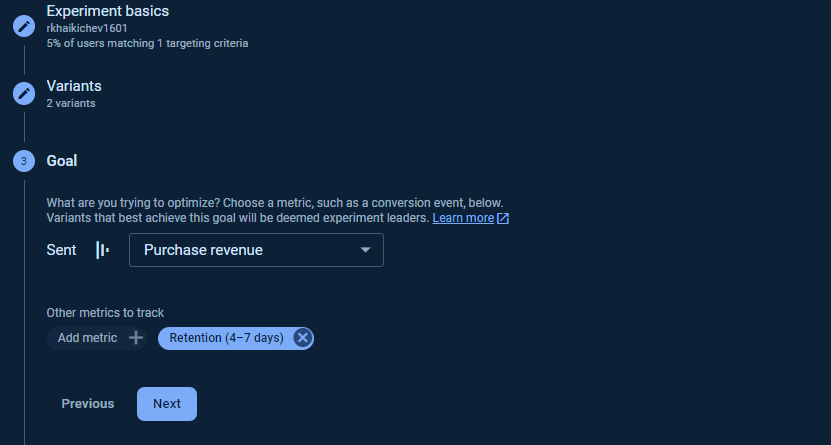 Experiment basics
rkhaikichev1601
5% of users matching 1 targeting criteria
Variants
2 variants
3 Goal
What are you trying to optimize? Choose a metric, such as a conversion event, below.
Variants that best achieve this goal will be deemed experiment leaders. Learn more
Sent Purchase revenue
Other metrics to track
Add metric Retention (4–7 days)
Previous Next